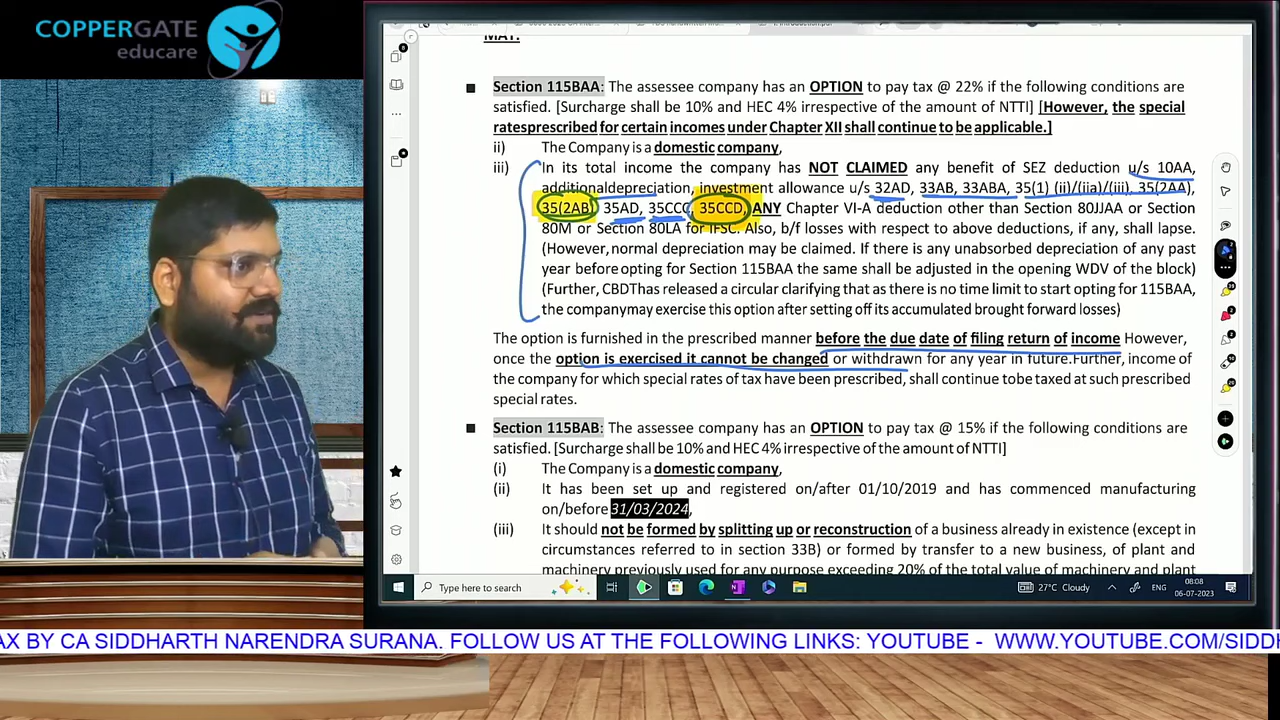 COPPERGATE
educare
MAT:
■ Section 115BAA: The assessee company has an OPTION to pay tax @ 22% if the following conditions are
satisfied. [Surcharge shall be 10% and HEC 4% irrespective of the amount of NTTI] [However, the special
ratesprescribed for certain incomes under Chapter XII shall continue to be applicable.]
ii) The Company is a domestic company,
iii) In its total income the company has NOT CLAIMED any benefit of SEZ deduction u/s 10AA,
additionaldepreciation, investment allowance u/s 32AD, 33AB, 33ABA, 35(1) (ii)/(iia)/(iii), 35(2AA),
35(2AB) 35AD, 35CCC, 35CCD, ANY Chapter VI-A deduction other than Section 80JJAA or Section
80M or Section 80LA for IFSC. Also, b/f losses with respect to above deductions, if any, shall lapse.
(However, normal depreciation may be claimed. If there is any unabsorbed depreciation of any past
year before opting for Section 115BAA the same shall be adjusted in the opening WDV of the block)
(Further, CBDThas released a circular clarifying that as there is no time limit to start opting for 115BAA,
the companymay exercise this option after setting off its accumulated brought forward losses)
The option is furnished in the prescribed manner before the due date of filing return of income However,
once the option is exercised it cannot be changed or withdrawn for any year in future.Further, income of
the company for which special rates of tax have been prescribed, shall continue tobe taxed at such prescribed
special rates.
■ Section 115BAB: The assessee company has an OPTION to pay tax @ 15% if the following conditions are
satisfied. [Surcharge shall be 10% and HEC 4% irrespective of the amount of NTTI]
(i) The Company is a domestic company,
(ii) It has been set up and registered on/after 01/10/2019 and has commenced manufacturing
on/before 31/03/2024,
(iii) It should not be formed by splitting up or reconstruction of a business already in existence (except in
circumstances referred to in section 33B) or formed by transfer to a new business, of plant and
machinery previously used for any purpose exceeding 20% of the total value of machinery and plant
Type here to search
27°C Cloudy
ENG
08:08
06-07-2023
AX BY CA SIDDHARTH NARENDRA SURANA. FOLLOW US AT THE FOLLOWING LINKS: YOUTUBE - WWW.YOUTUBE.COM/SIDDH